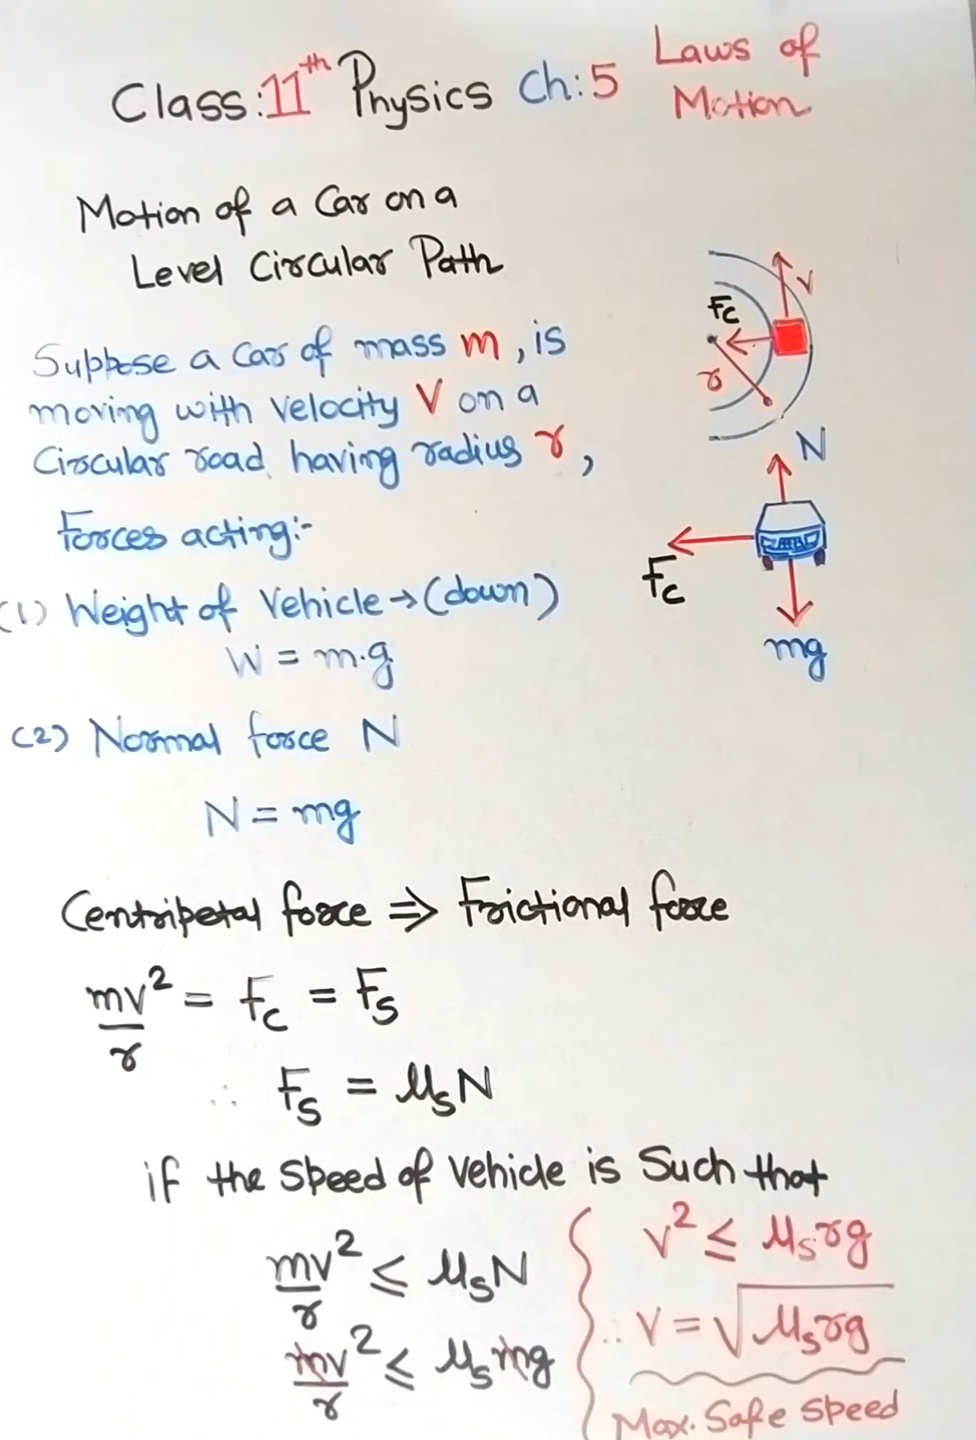 Class:11th Physics Ch:5 Laws of Motion
Motion of a Car on a
Level Circular Path
Suppose a Car of mass m, is
moving with velocity V on a
Circular road having radius r,
Forces acting:-
(1) Weight of Vehicle → (down)
W = m.g
(2) Normal force N
N = mg
Fc
V
r
N
Fc
mg
Centripetal force ⇒ Frictional force
mv²/r = Fc = Fs
∴ Fs = μsN
if the Speed of vehicle is Such that
mv²/r ≤ μsN
mv²/r ≤ μs mg
v² ≤ μsrg
∴ V = √μsrg
Max. Safe Speed